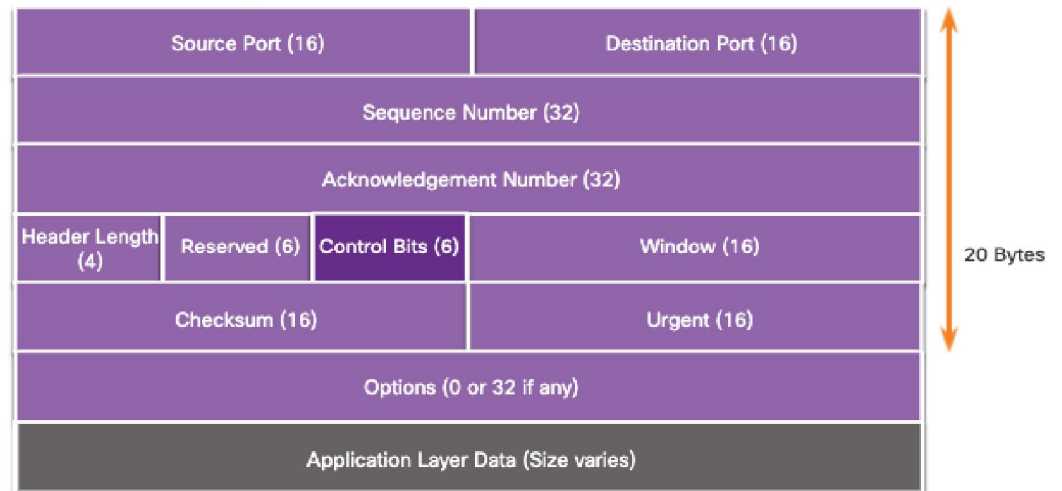 Source Port (16)
Destination Port (16)
Sequence Number (32)
Acknowledgement Number (32)
Header Length
(4)
Reserved (6)
Control Bits (6)
Window (16)
20 Bytes
Checksum (16)
Urgent (16)
Options (0 or 32 if any)
Application Layer Data (Size varies)